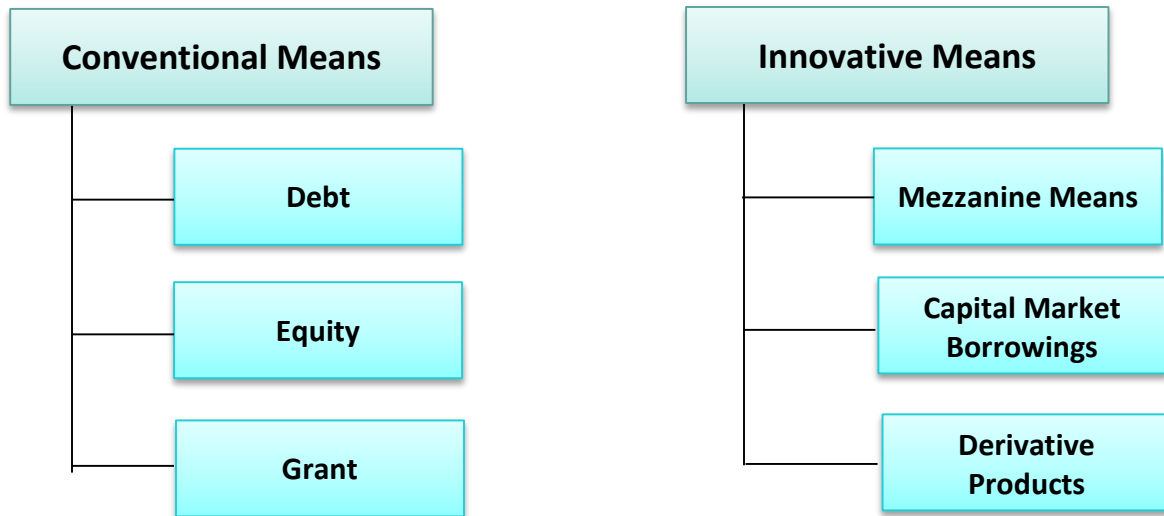 Conventional Means
Debt
Equity
Grant
Innovative Means
Mezzanine Means
Capital Market
Borrowings
Derivative
Products